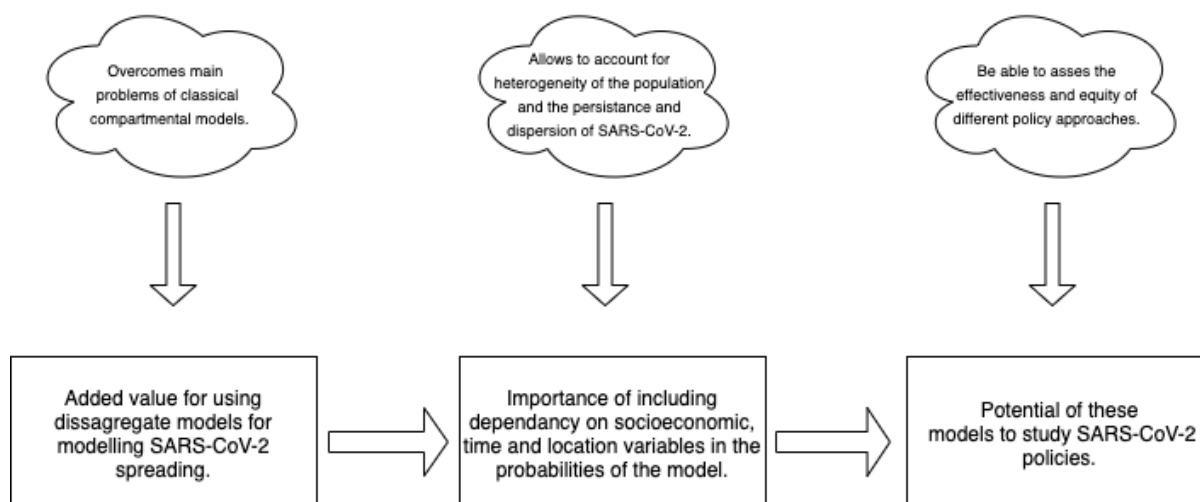 Overcomes main
problems of classical
compartmental models.
Allows to account for
heterogeneity of the population
and the persistance and
dispersion of SARS-CoV-2.
Be able to asses the
effectiveness and equity of
different policy approaches.
Added value for using
dissagregate models for
modelling SARS-CoV-2
spreading.
Importance of including
dependancy on socioeconomic,
time and location variables in the
probabilities of the model.
Potential of these
models to study SARS-CoV-2
policies.